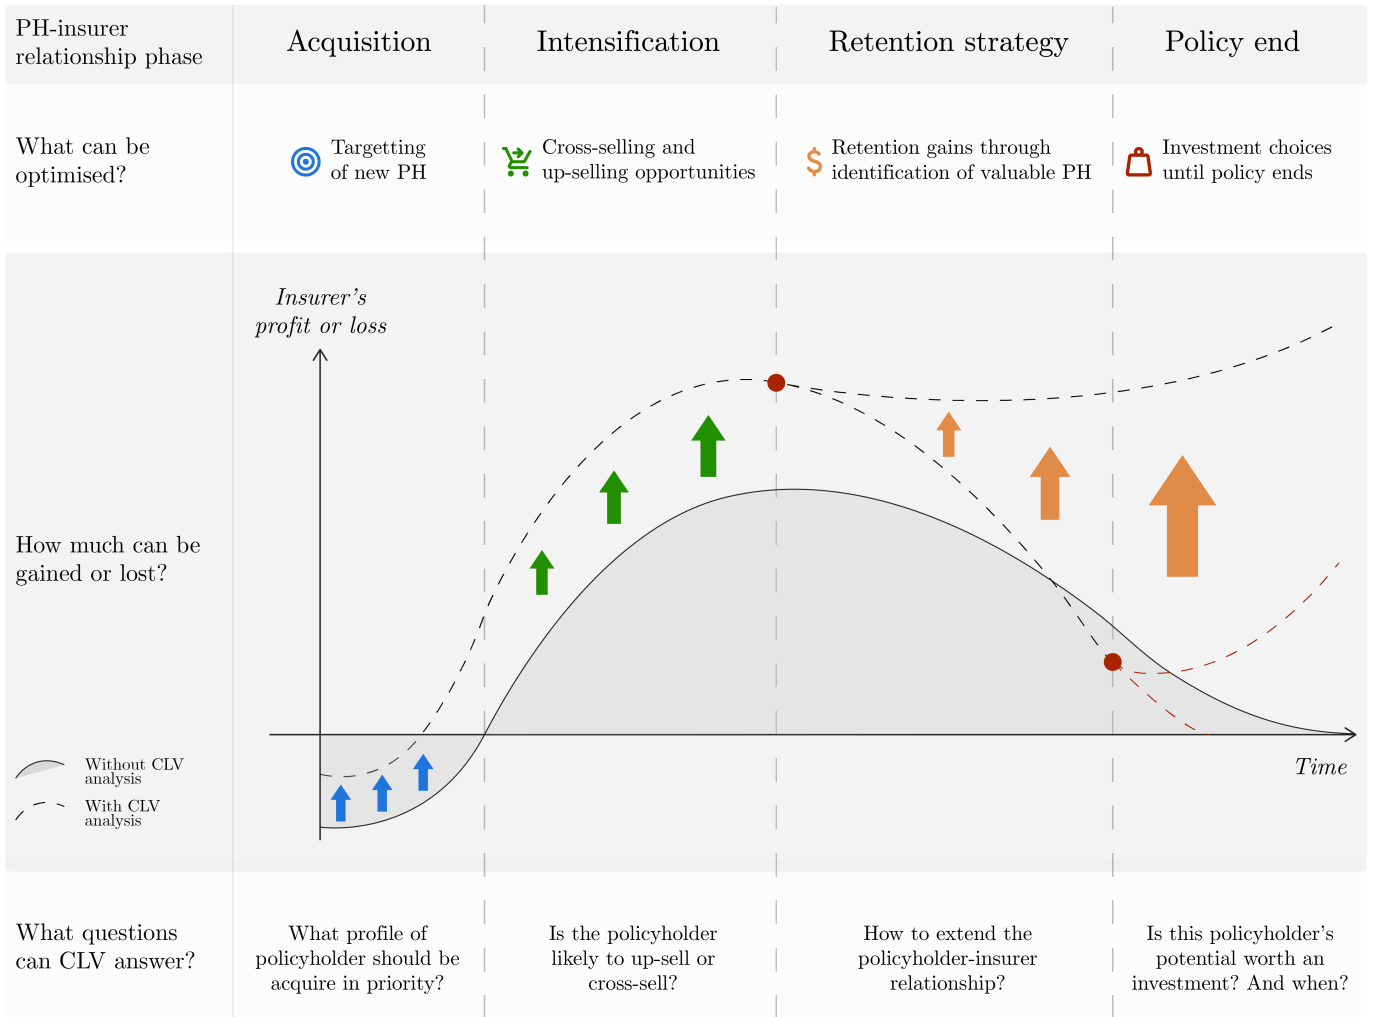 PH-insurer
relationship phase
Acquisition
Intensification
Retention strategy
Policy end
What can be
optimised?
Targetting
of new PH
Cross-selling and
up-selling opportunities
Retention gains through
identification of valuable PH
Investment choices
until policy ends
How much can be
gained or lost?
Insurer's
profit or loss
Time
Without CLV
analysis
With CLV
analysis
What questions
can CLV answer?
What profile of
policyholder should be
acquire in priority?
Is the policyholder
likely to up-sell or
cross-sell?
How to extend the
policyholder-insurer
relationship?
Is this policyholder's
potential worth an
investment? And when?